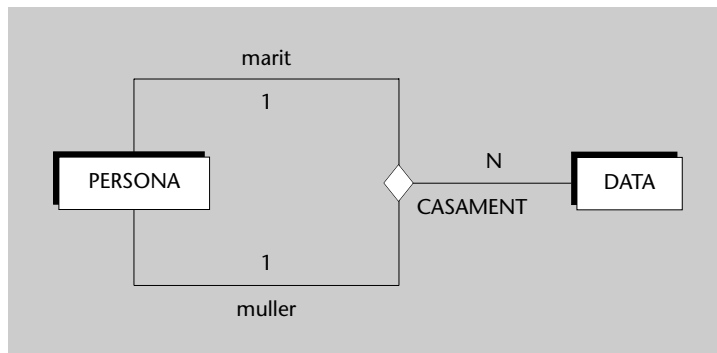 marit
1
PERSONA
N
DATA
CASAMENT
1
muller